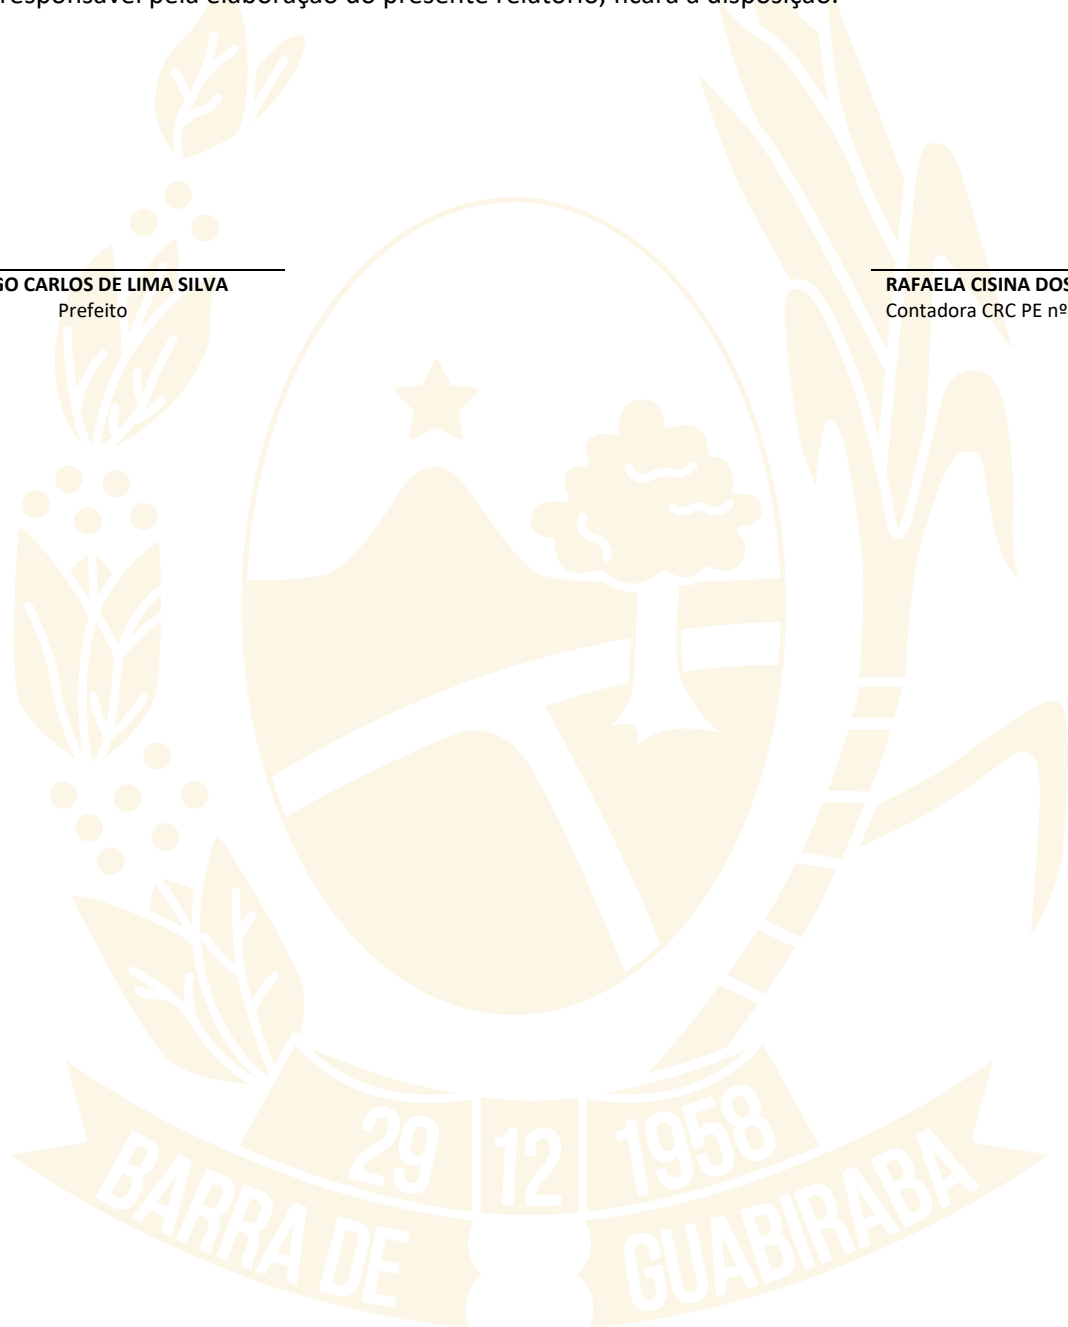 responsável pela elaboração do presente relatório, ficará à disposição.
GO CARLOS DE LIMA SILVA
Prefeito
RAFAELA CISINA DOS
Contadora CRC PE nº
29 12 1958
BARRA DE GUABIRABA